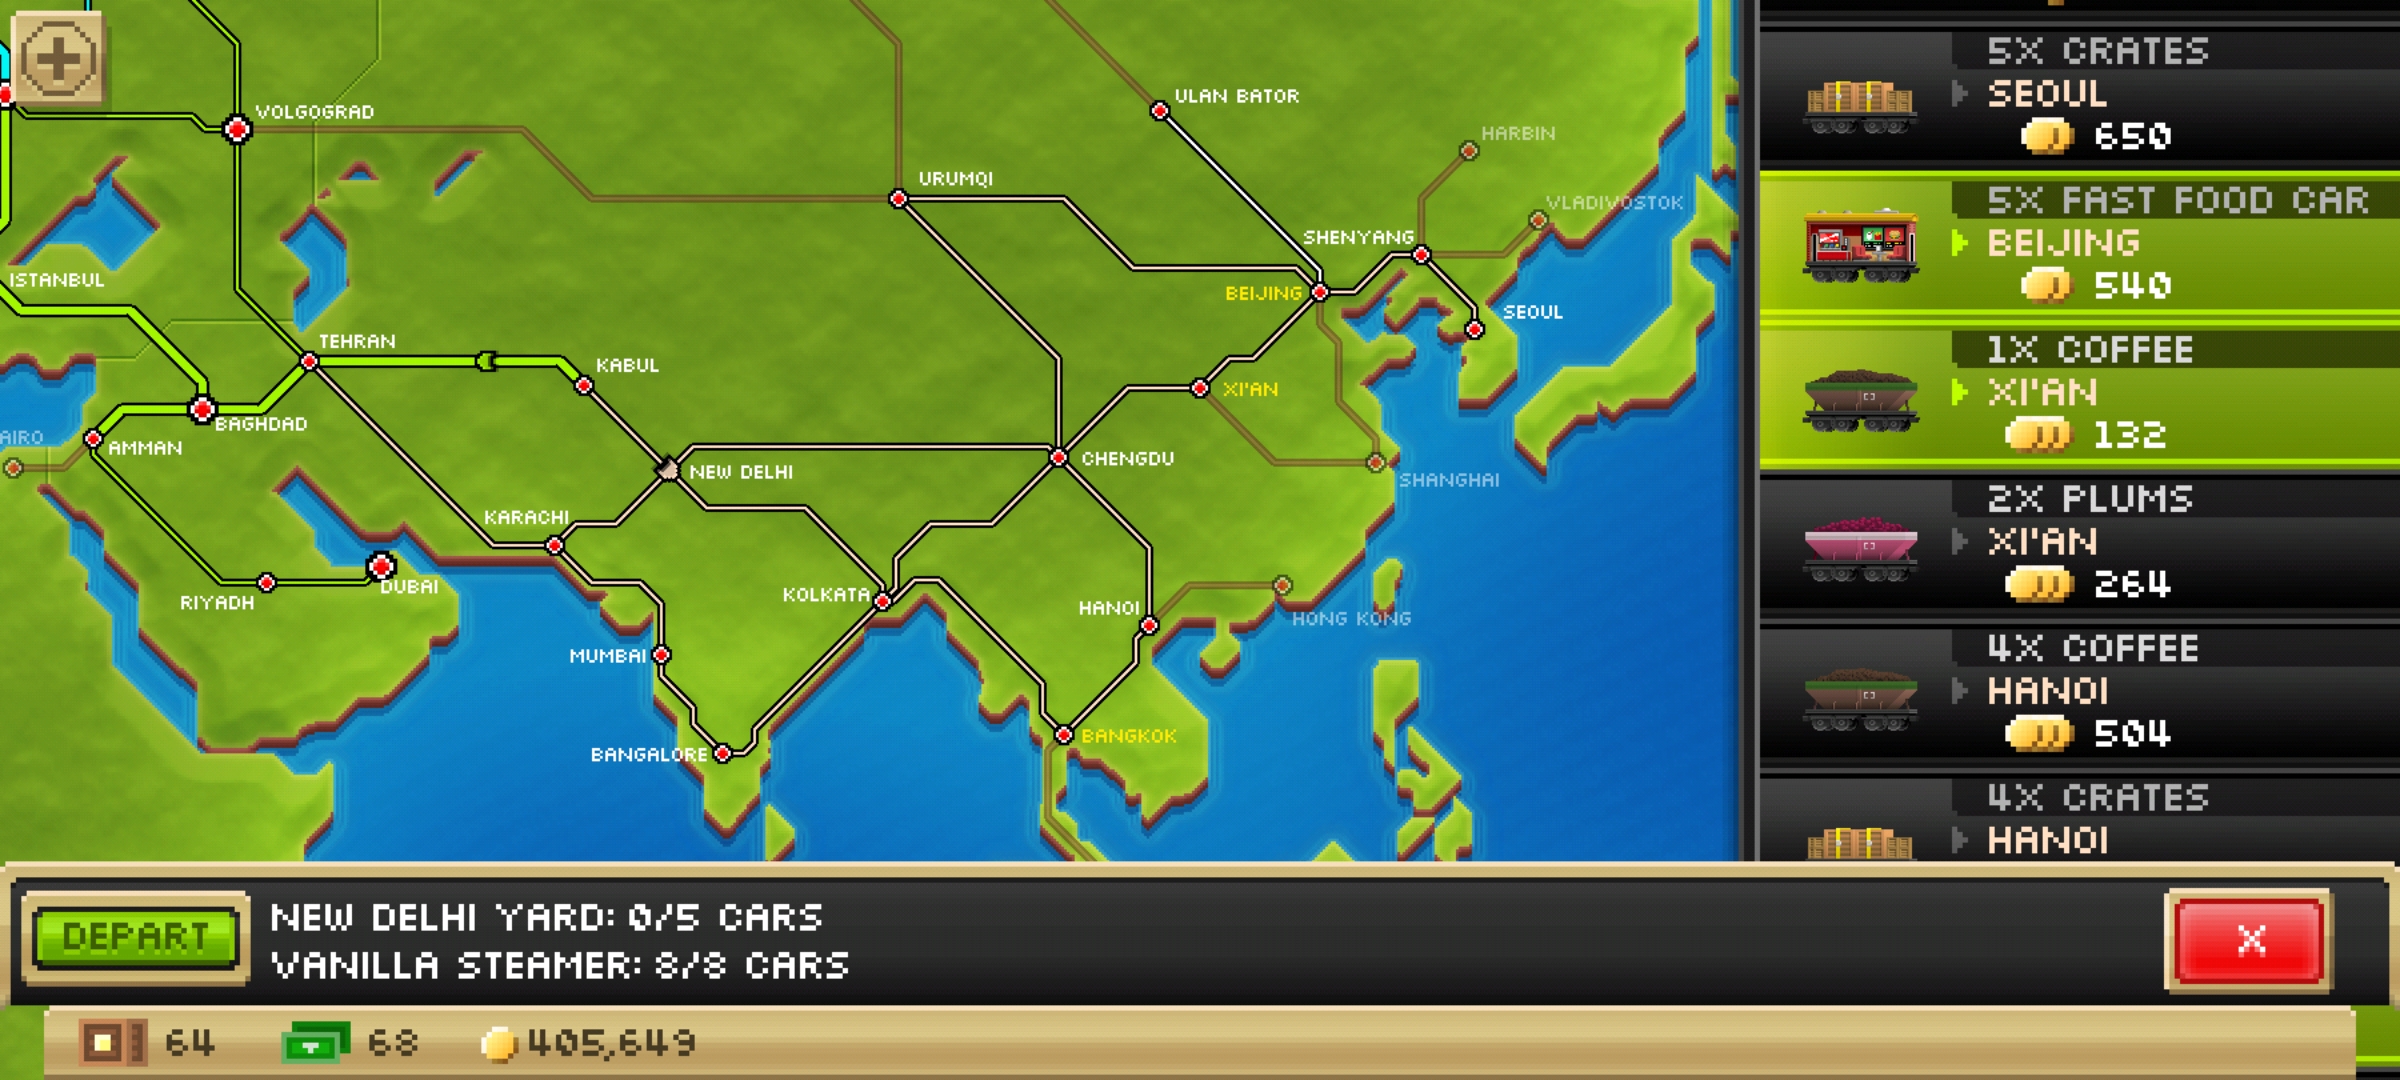 VOLGOGRAD
ULAN BATOR
HARBIN
URUMQI
VLADIVOSTOK
SHENYANG
ISTANBUL
BEIJING
SEOUL
TEHRAN
KABUL
XI'AN
BAGHDAD
AIRO
AMMAN
NEW DELHI
CHENGDU
SHANGHAI
KARACHI
DUBAI
RIYADH
KOLKATA
HANOI
HONG KONG
MUMBAI
BANGKOK
BANGALORE
5X CRATES
SEOUL
650
5X FAST FOOD CAR
BEIJING
540
1X COFFEE
XI'AN
132
2X PLUMS
XI'AN
264
4X COFFEE
HANOI
504
4X CRATES
HANOI
DEPART
NEW DELHI YARD: 0/5 CARS
VANILLA STEAMER: 8/8 CARS
X
64
68
405,649